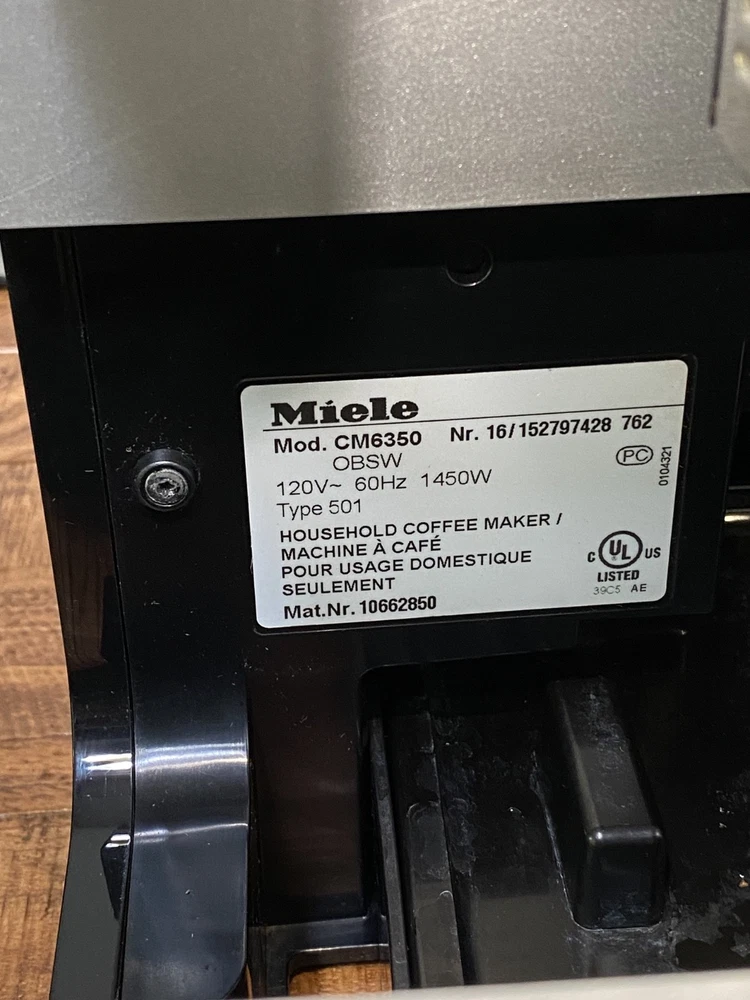 Miele
Mod. CM6350 Nr. 16/152797428 762
OBSW
120V~ 60Hz 1450W
Type 501
PC
0104321
HOUSEHOLD COFFEE MAKER /
MACHINE À CAFÉ
POUR USAGE DOMESTIQUE
SEULEMENT
Mat.Nr. 10662850
C UL US
LISTED
39C5 AE